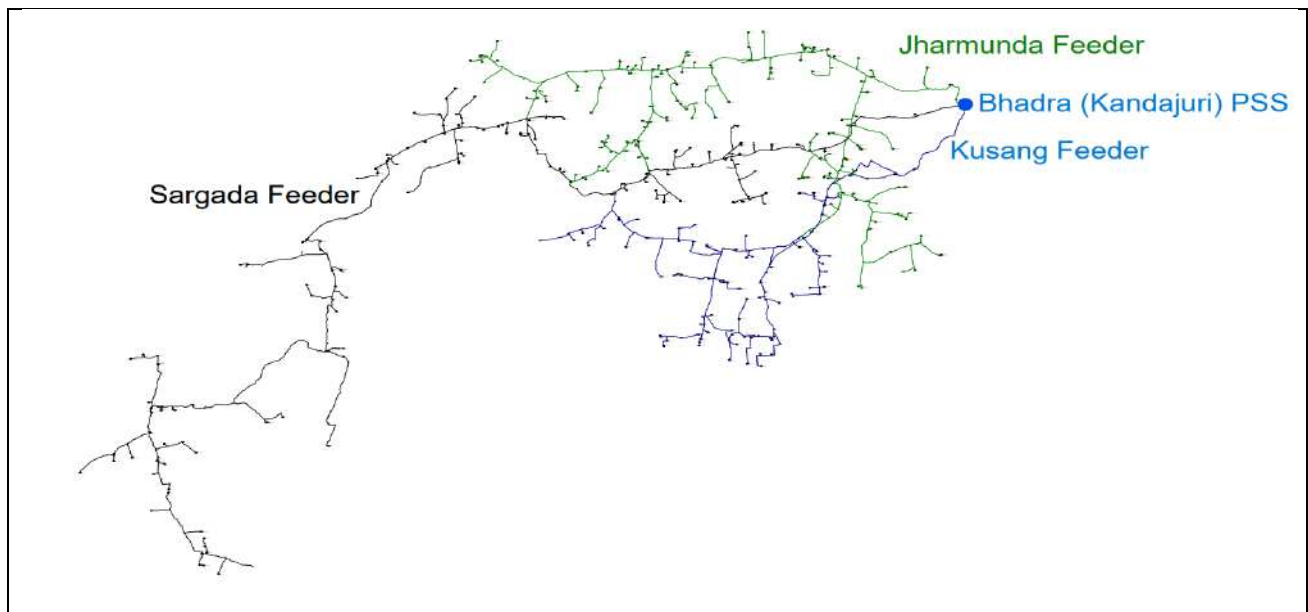 Jharmunda Feeder
Bhadra (Kandajuri) PSS
Kusang Feeder
Sargada Feeder